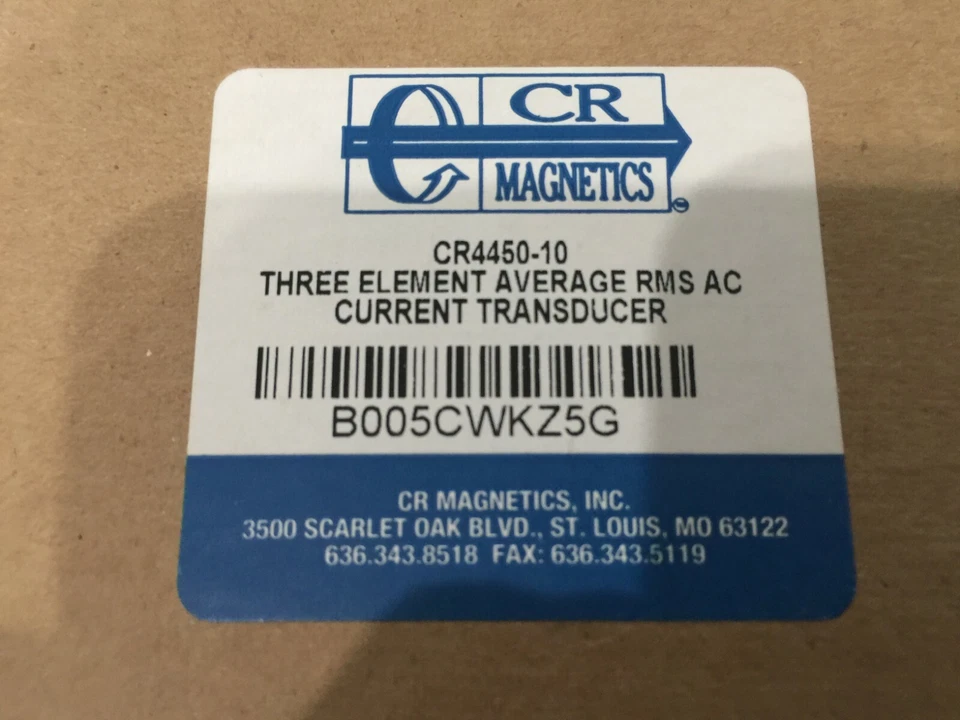 CR
MAGNETICS
CR4450-10
THREE ELEMENT AVERAGE RMS AC
CURRENT TRANSDUCER
B005CWKZ5G
CR MAGNETICS, INC.
3500 SCARLET OAK BLVD., ST. LOUIS, MO 63122
636.343.8518 FAX: 636.343.5119